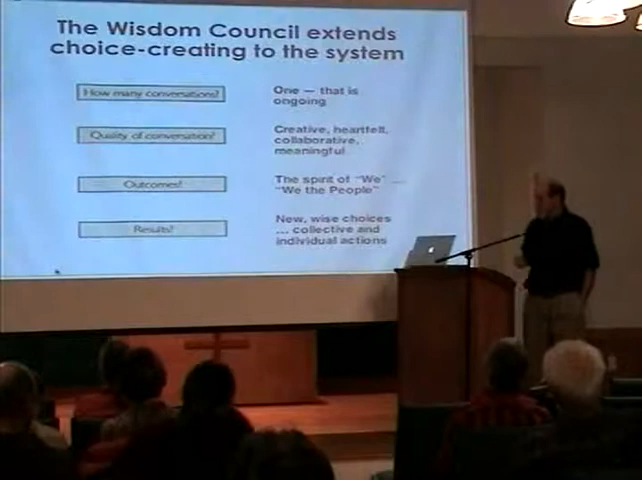 The Wisdom Council extends
choice-creating to the system
How many conversations?
One — that is
ongoing
Quality of conversation?
Creative, heartfelt,
collaborative,
meaningful
Outcomes?
The spirit of "We" ...
"We the People"
Results?
New, wise choices
... collective and
individual actions